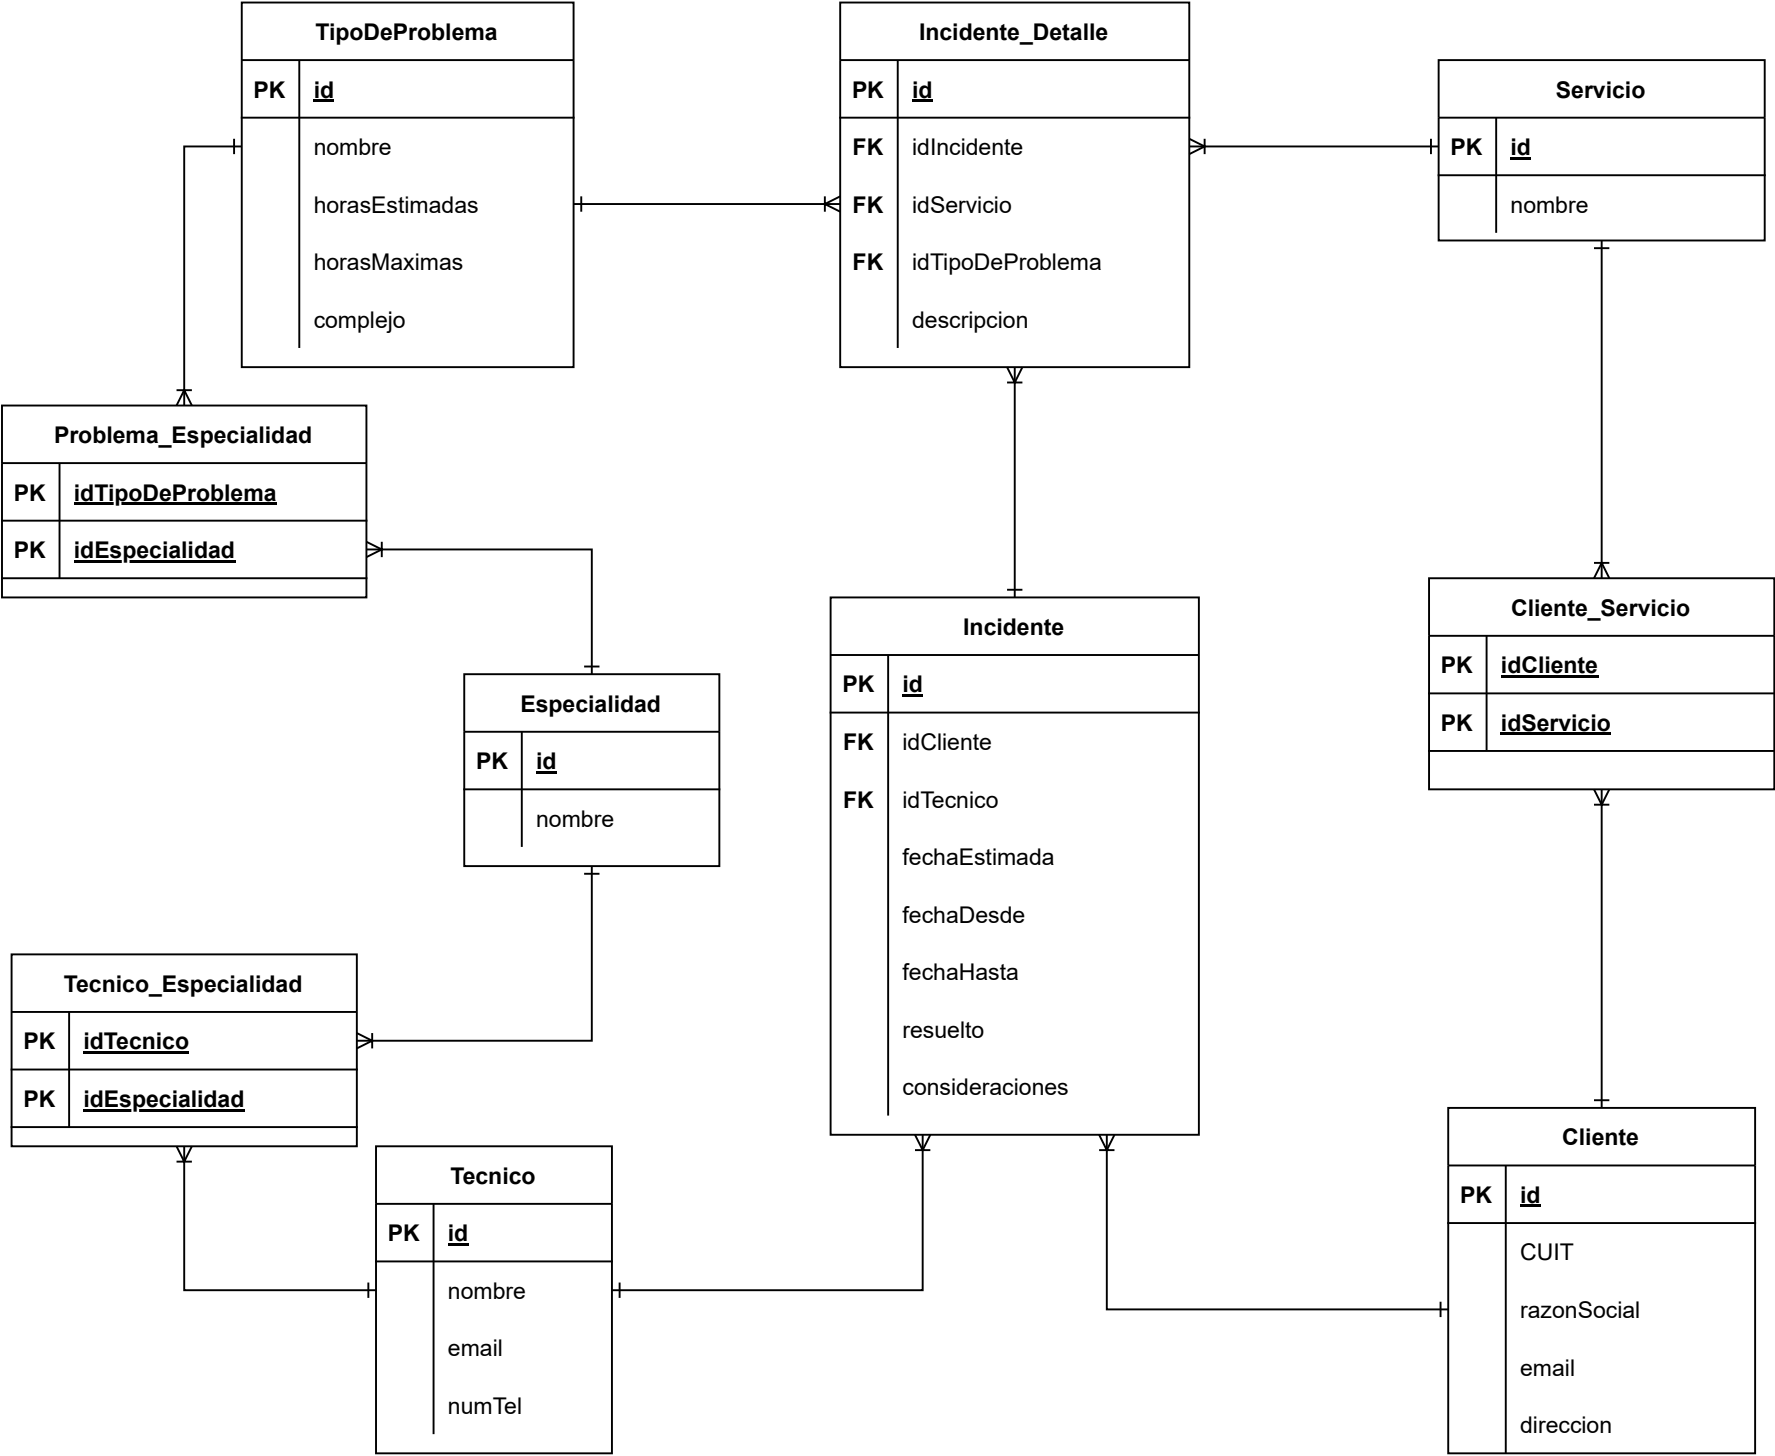 TipoDeProblema
PK id
nombre
horasEstimadas
horasMaximas
complejo
Incidente_Detalle
PK id
FK idIncidente
FK idServicio
FK idTipoDeProblema
descripcion
Servicio
PK id
nombre
Problema_Especialidad
PK idTipoDeProblema
PK idEspecialidad
Especialidad
PK id
nombre
Incidente
PK id
FK idCliente
FK idTecnico
fechaEstimada
fechaDesde
fechaHasta
resuelto
consideraciones
Cliente_Servicio
PK idCliente
PK idServicio
Tecnico_Especialidad
PK idTecnico
PK idEspecialidad
Tecnico
PK id
nombre
email
numTel
Cliente
PK id
CUIT
razonSocial
email
direccion